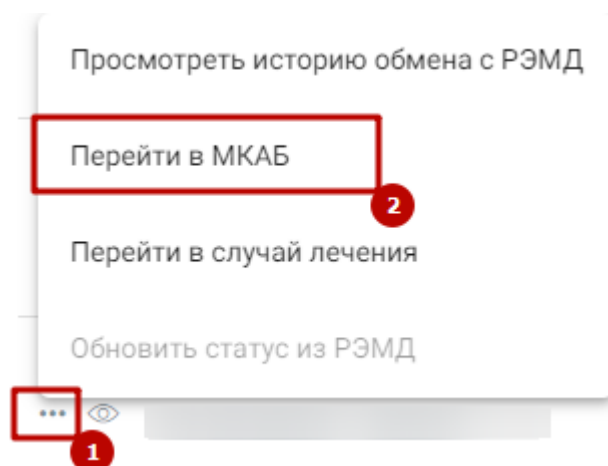 Просмотреть историю обмена с РЭМД
Перейти в МКАБ
2
Перейти в случай лечения
Обновить статус из РЭМД
1